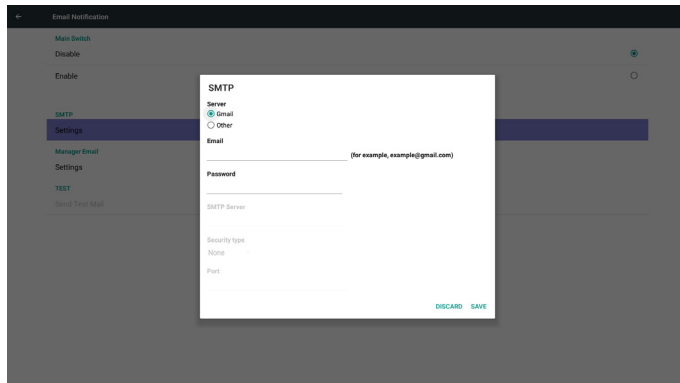 Email Notification
Main Switch
Disable
Enable
SMTP
Settings
Manager Email
Settings
TEST
Send Test Mail
SMTP
Server
Gmail
Other
Email
(for example, example@gmail.com)
Password
SMTP Server
Security type
None
Port
DISCARD SAVE